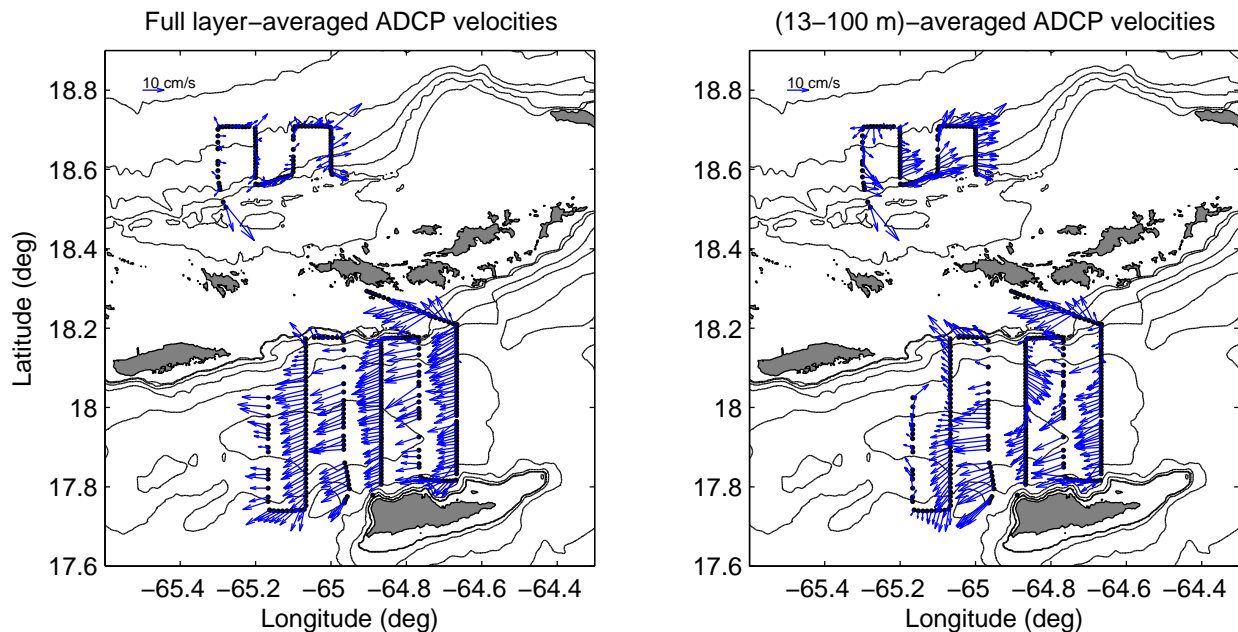 Full layer−averaged ADCP velocities
(13−100 m)−averaged ADCP velocities
10 cm/s
10 cm/s
18.8
18.6
18.4
18.2
18
17.8
17.6
Latitude (deg)
−65.4 −65.2 −65 −64.8 −64.6 −64.4
Longitude (deg)
18.8
18.6
18.4
18.2
18
17.8
17.6
−65.4 −65.2 −65 −64.8 −64.6 −64.4
Longitude (deg)